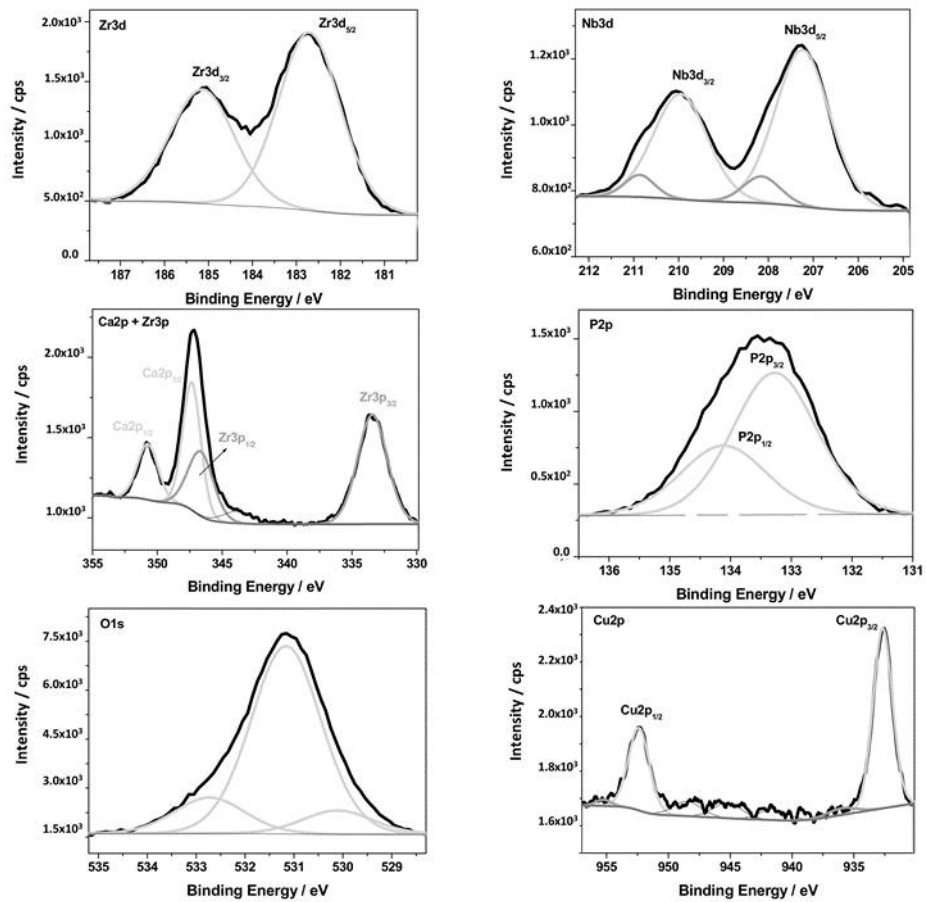 Zr3d
Zr3d5/2
Zr3d3/2
2.0x10³
1.5x10³
1.0x10³
5.0x10²
0.0
Intensity / cps
187 186 185 184 183 182 181
Binding Energy / eV
Nb3d
Nb3d5/2
Nb3d3/2
1.2x10³
1.0x10³
8.0x10²
6.0x10²
Intensity / cps
212 211 210 209 208 207 206 205
Binding Energy / eV
Ca2p + Zr3p
Ca2p3/2
Ca2p1/2
Zr3p1/2
Zr3p3/2
2.0x10³
1.5x10³
1.0x10³
Intensity / cps
355 350 345 340 335 330
Binding Energy / eV
P2p
P2p3/2
P2p1/2
1.5x10³
1.0x10³
5.0x10²
0.0
Intensity / cps
136 135 134 133 132 131
Binding Energy / eV
O1s
7.5x10³
6.0x10³
4.5x10³
3.0x10³
1.5x10³
Intensity / cps
535 534 533 532 531 530 529
Binding Energy / eV
Cu2p
Cu2p3/2
Cu2p1/2
2.4x10³
2.2x10³
2.0x10³
1.8x10³
1.6x10³
Intensity / cps
955 950 945 940 935
Binding Energy / eV